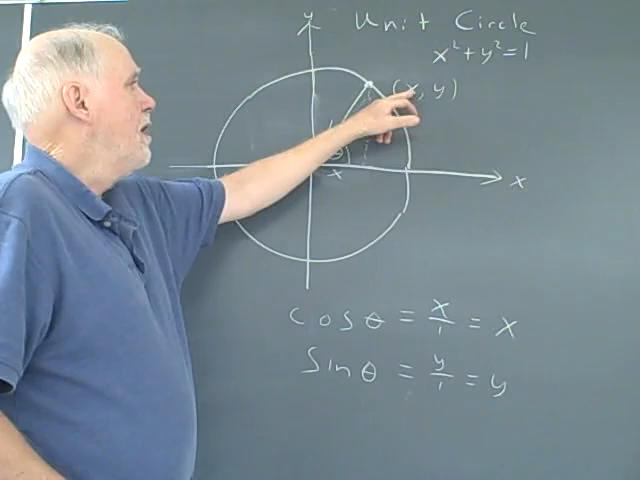 y Unit Circle
x² + y² = 1
(x, y)
θ
x
x
cos θ = x/1 = x
sin θ = y/1 = y